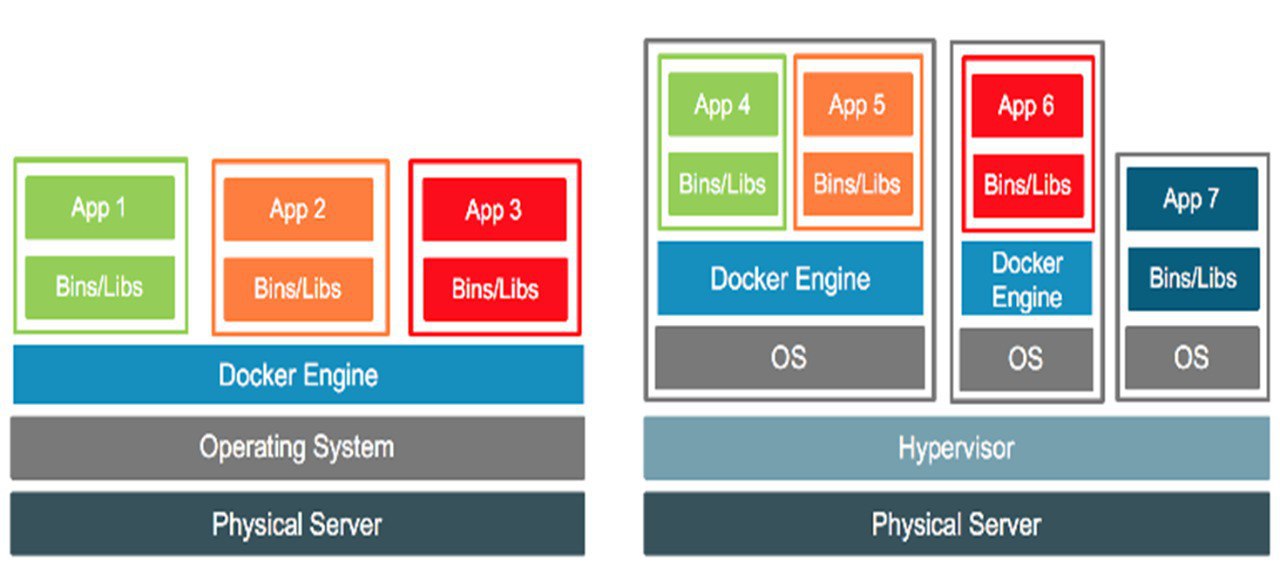 App 1
Bins/Libs
App 2
Bins/Libs
App 3
Bins/Libs
Docker Engine
Operating System
Physical Server
App 4
Bins/Libs
App 5
Bins/Libs
Docker Engine
OS
App 6
Bins/Libs
Docker
Engine
OS
App 7
Bins/Libs
OS
Hypervisor
Physical Server